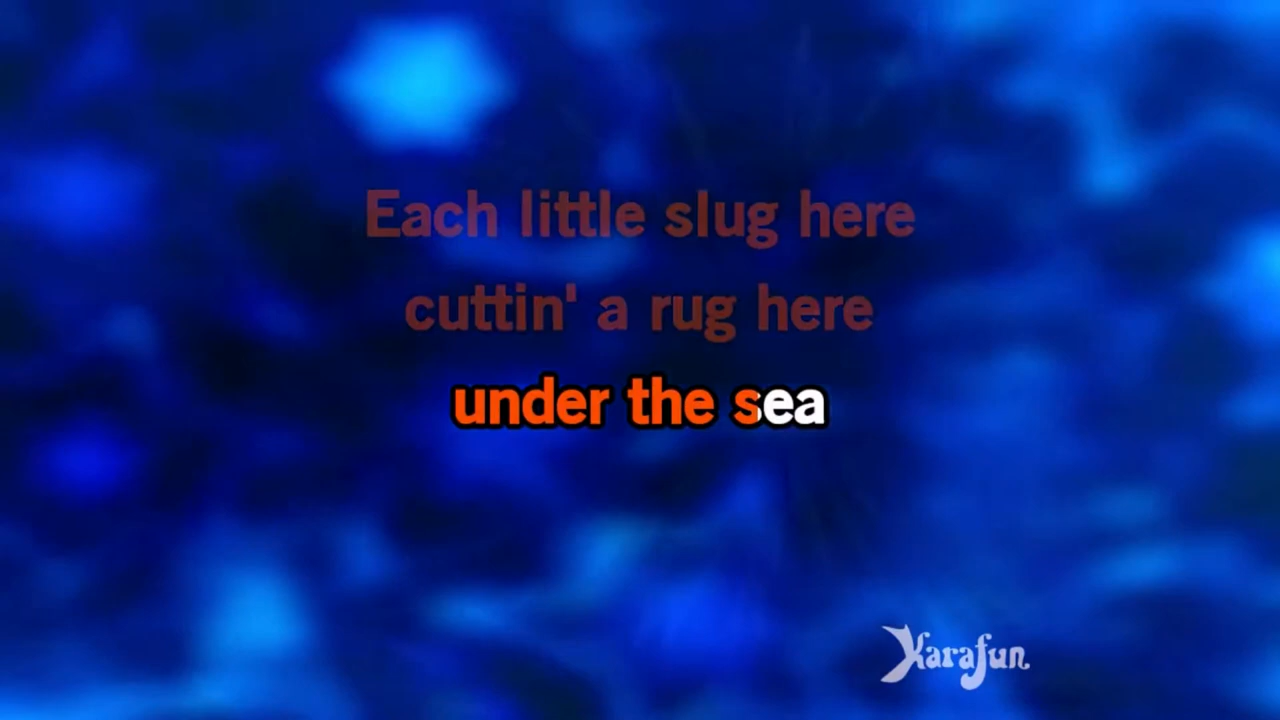 Each little slug here
cuttin' a rug here
under the sea
Karafun